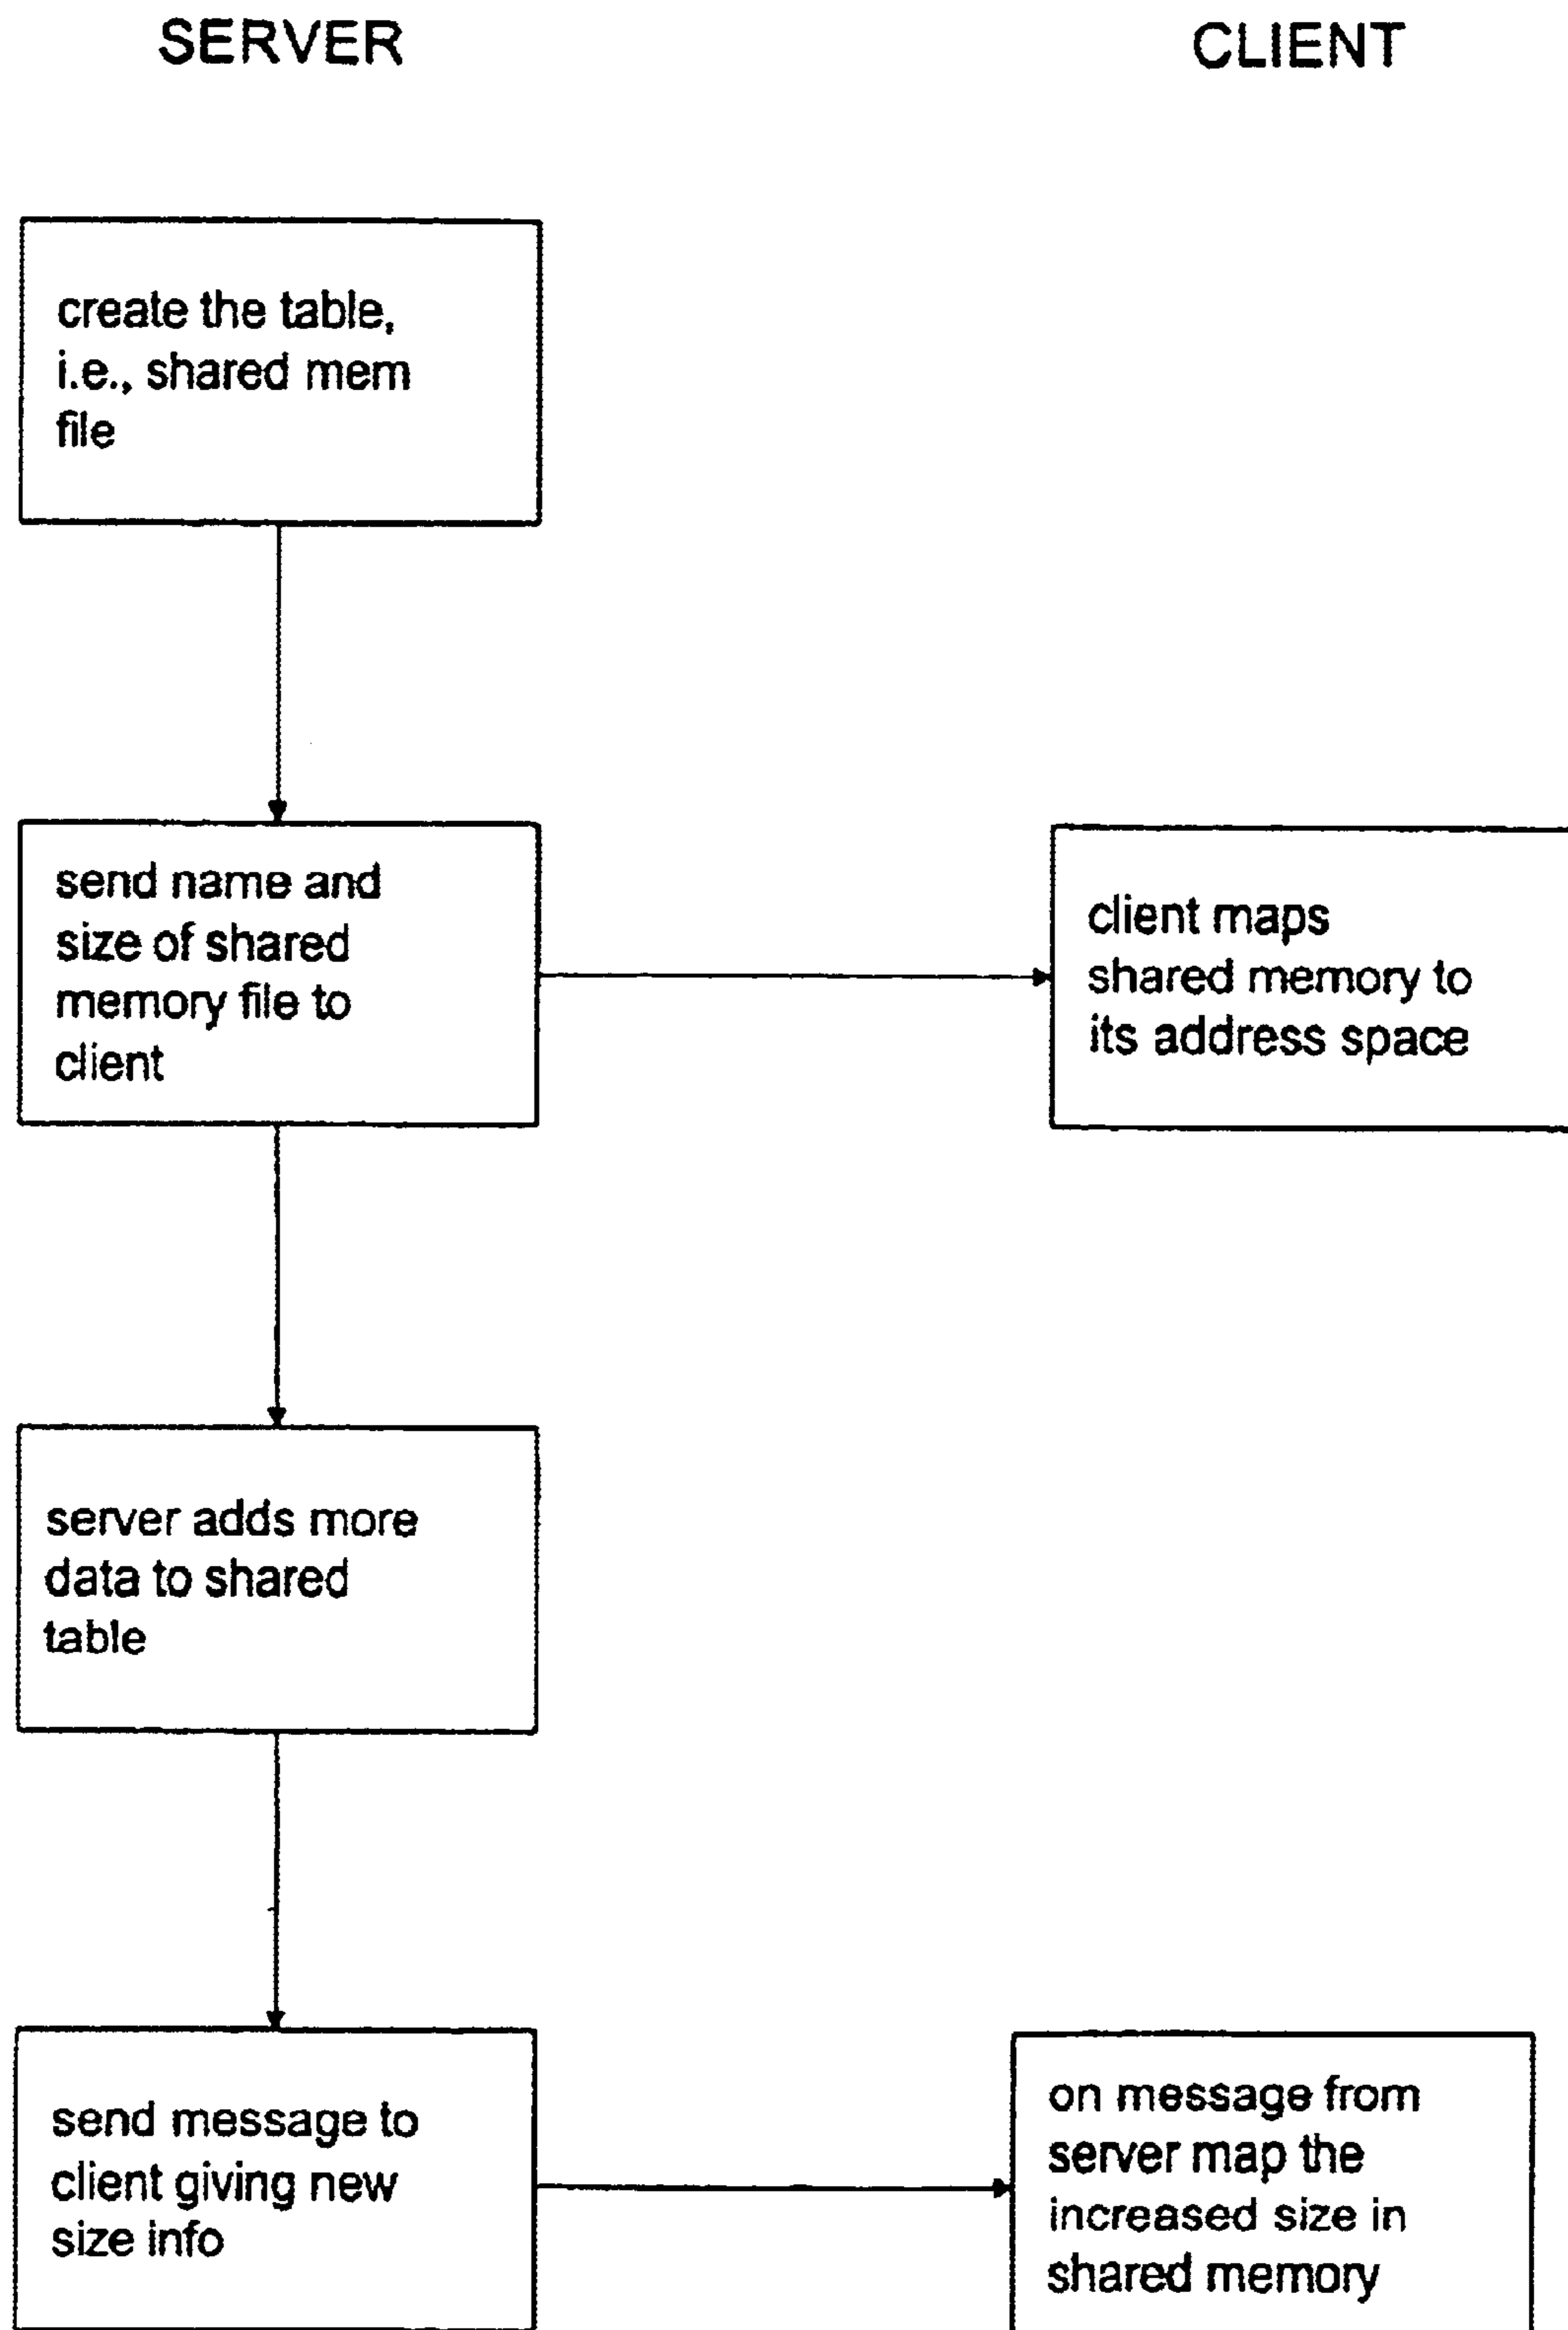 SERVER
CLIENT
create the table,
i.e., shared mem
file
send name and
size of shared
memory file to
client
client maps
shared memory to
its address space
server adds more
data to shared
table
send message to
client giving new
size info
on message from
server map the
increased size in
shared memory